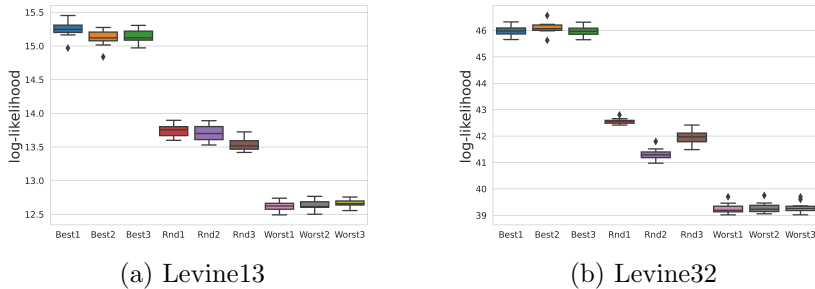 15.5
15.0
14.5
14.0
13.5
13.0
12.5
log-likelihood
Best1 Best2 Best3 Rnd1 Rnd2 Rnd3 Worst1 Worst2 Worst3
(a) Levine13
46
45
44
43
42
41
40
39
log-likelihood
Best1 Best2 Best3 Rnd1 Rnd2 Rnd3 Worst1 Worst2 Worst3
(b) Levine32